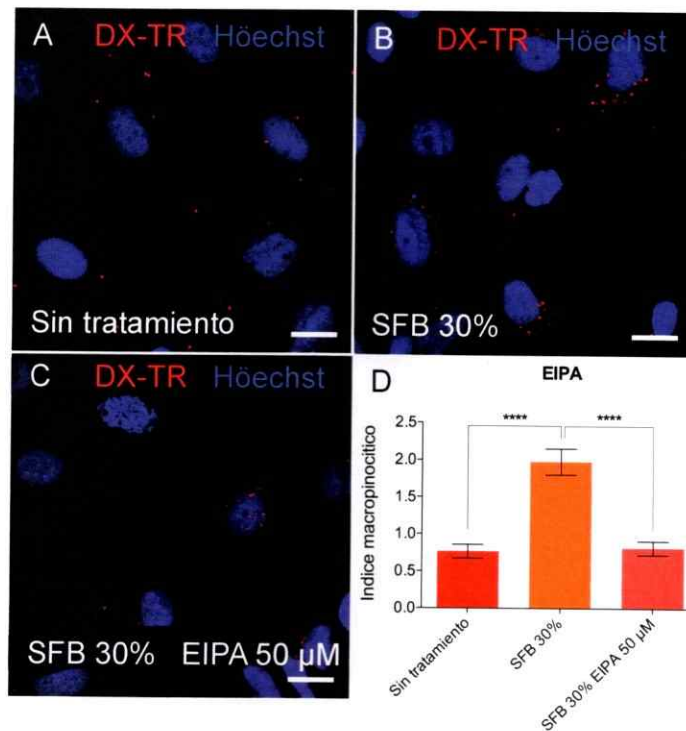 A DX-TR Höechst
Sin tratamiento
B DX-TR Höechst
SFB 30%
C DX-TR Höechst
SFB 30% EIPA 50 µM
D
EIPA
**** ****
Indice macropinocitico
2.5
2.0
1.5
1.0
0.5
0.0
Sin tratamiento
SFB 30%
SFB 30% EIPA 50 µM